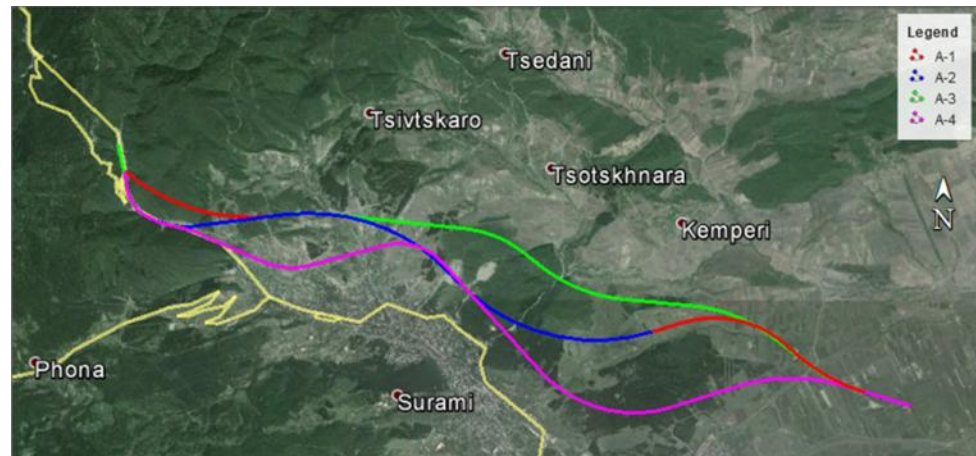 Legend
A-1
A-2
A-3
A-4
Tsedani
Tsivtskaro
Tsotskhnara
Kemperi
N
Phona
Surami